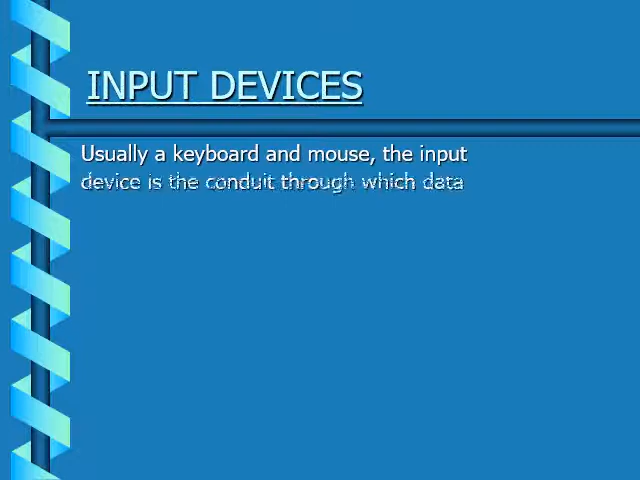 INPUT DEVICES
Usually a keyboard and mouse, the input
device is the conduit through which data